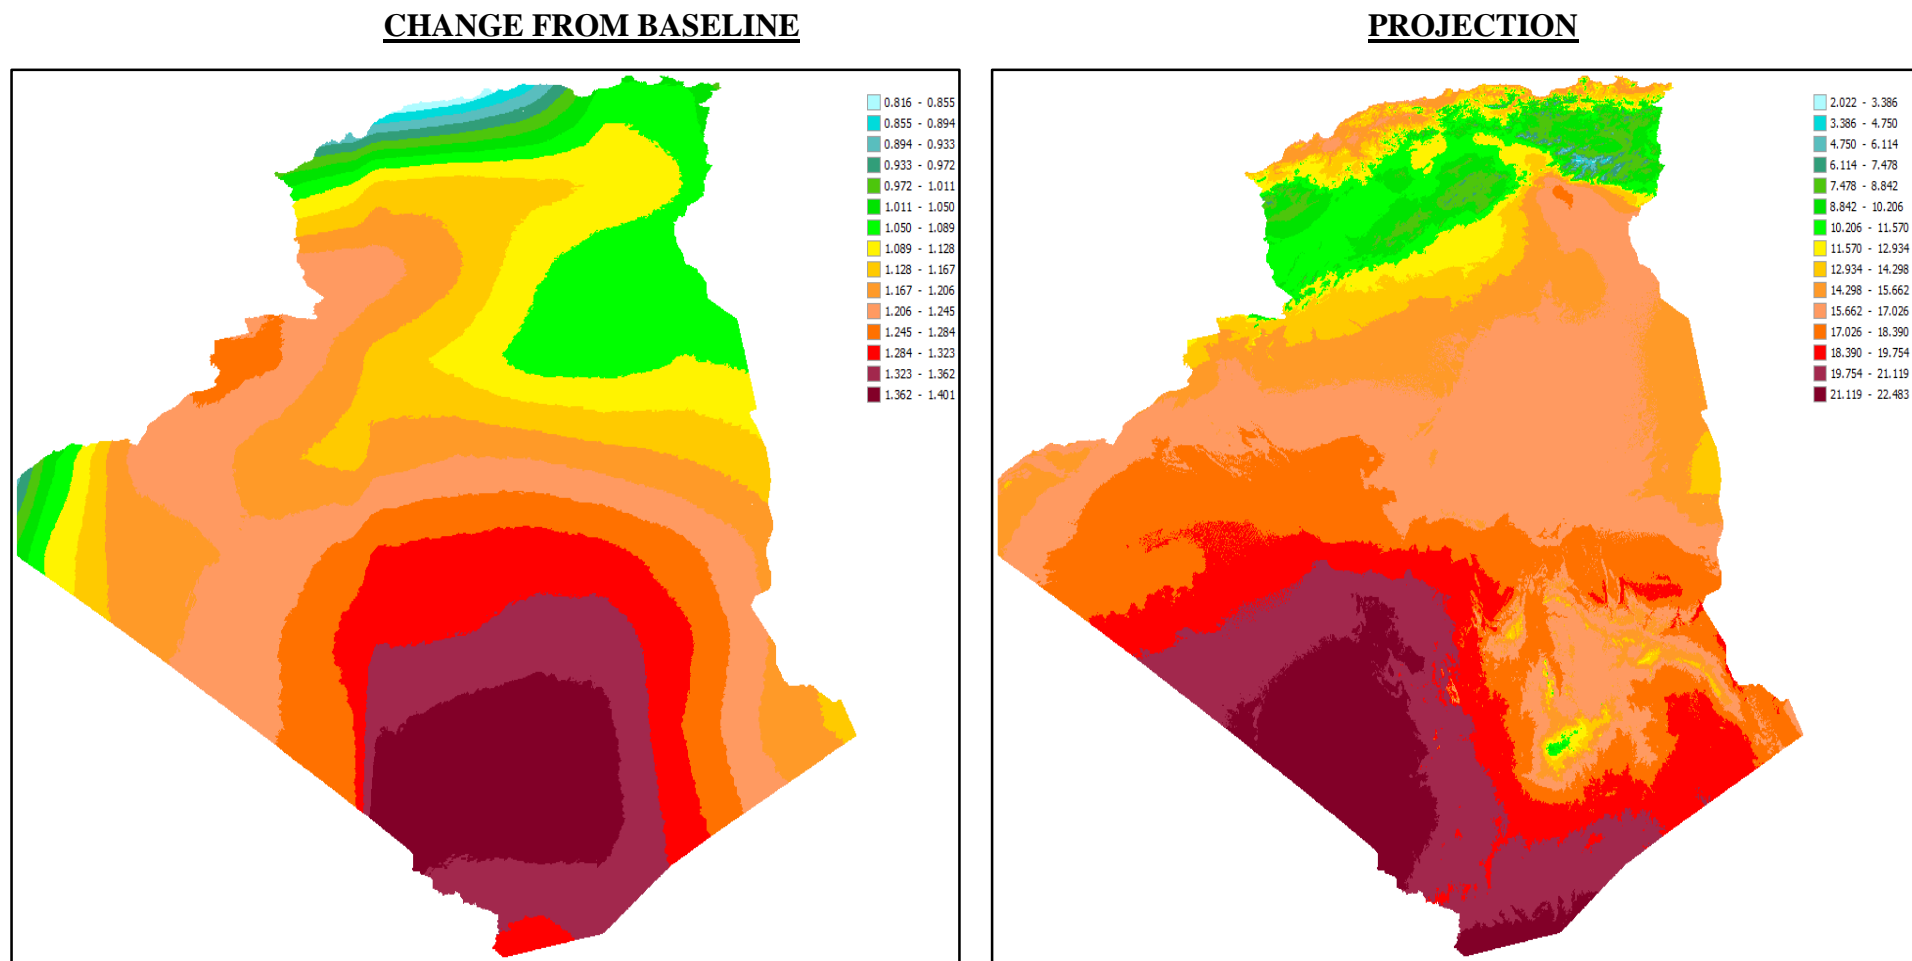 CHANGE FROM BASELINE
0.816 - 0.855
0.855 - 0.894
0.894 - 0.933
0.933 - 0.972
0.972 - 1.011
1.011 - 1.050
1.050 - 1.089
1.089 - 1.128
1.128 - 1.167
1.167 - 1.206
1.206 - 1.245
1.245 - 1.284
1.284 - 1.323
1.323 - 1.362
1.362 - 1.401
PROJECTION
2.022 - 3.386
3.386 - 4.750
4.750 - 6.114
6.114 - 7.478
7.478 - 8.842
8.842 - 10.206
10.206 - 11.570
11.570 - 12.934
12.934 - 14.298
14.298 - 15.662
15.662 - 17.026
17.026 - 18.390
18.390 - 19.754
19.754 - 21.119
21.119 - 22.483